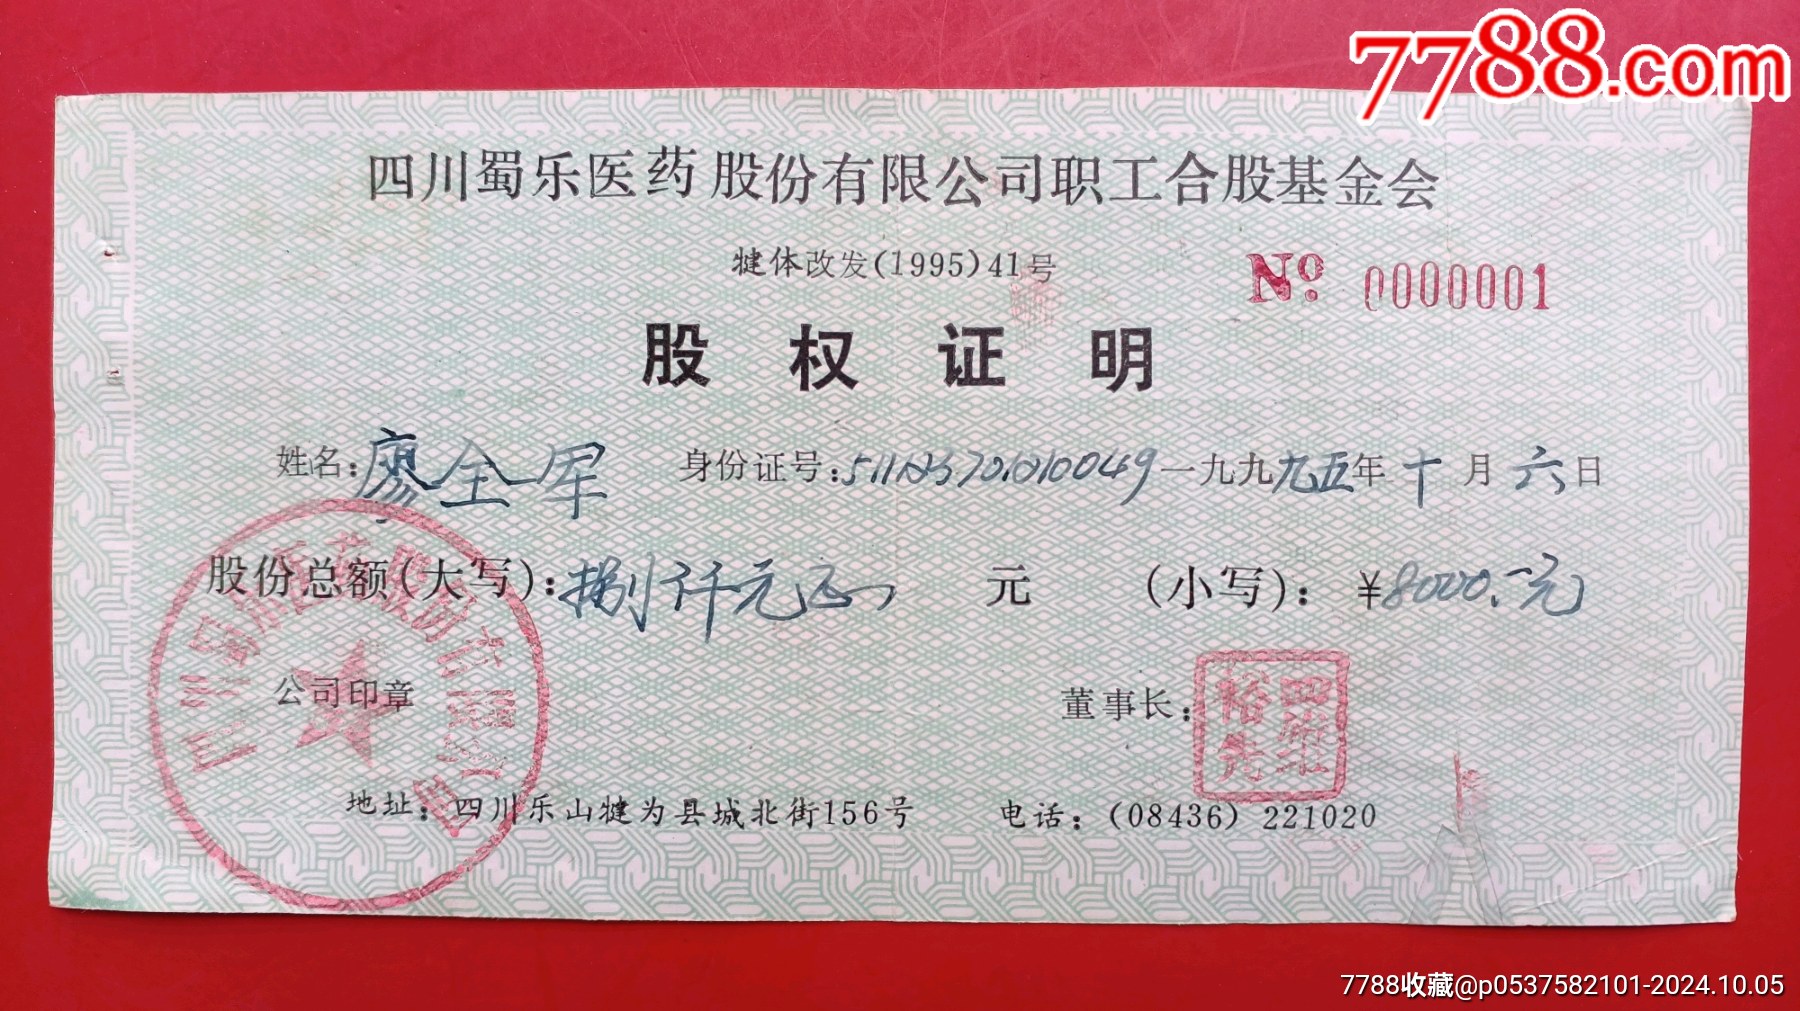 7788.com
四川蜀乐医药股份有限公司职工合股基金会
犍体改发(1995)41号
№ 0000001
股权证明
姓名:廖全军 身份证号: 一九九九五年十月六日
股份总额(大写):捌仟元正 元 (小写):¥8000.一元
公司印章 董事长:
地址:四川乐山犍为县城北街156号 电话:(08436)221020
7788收藏@p0537582101-2024.10.05